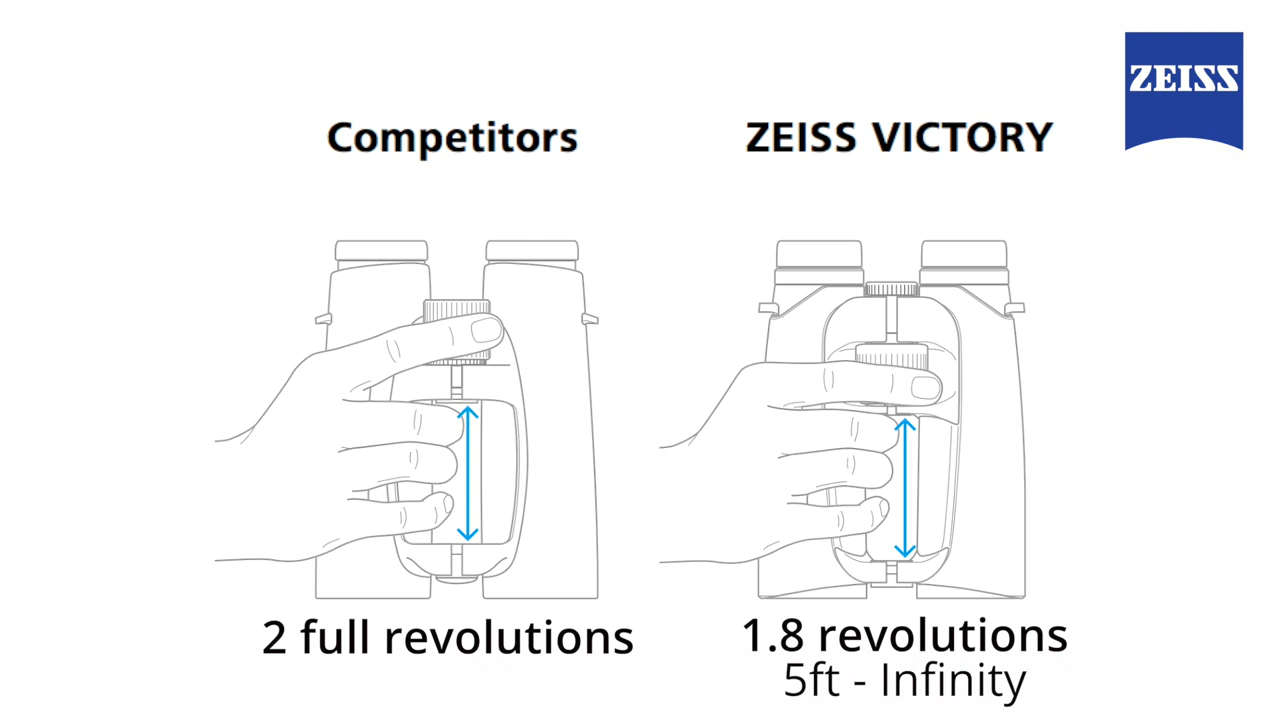 ZEISS
Competitors
ZEISS VICTORY
2 full revolutions
1.8 revolutions
5ft - Infinity